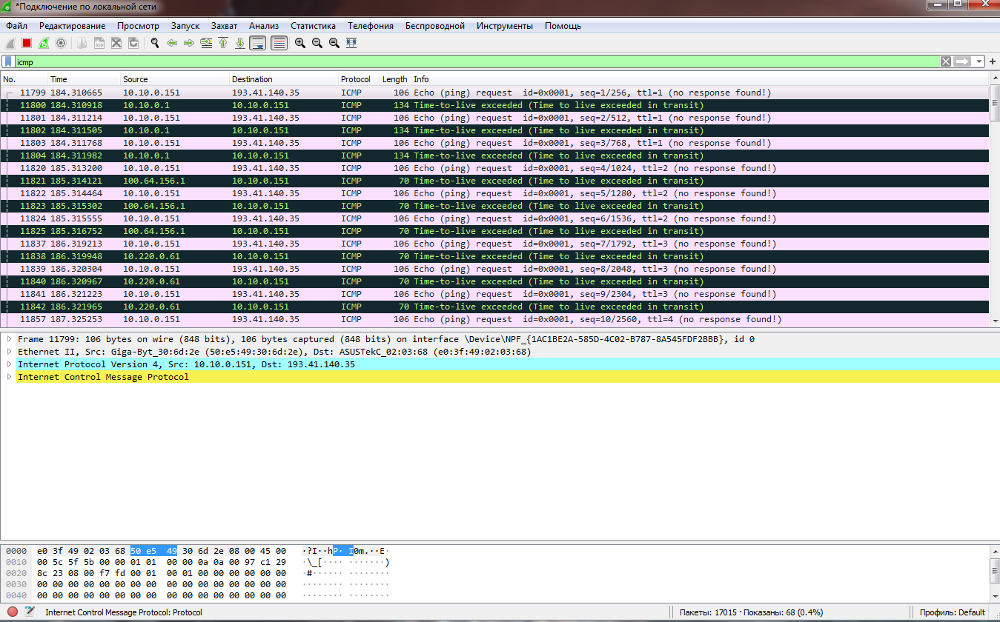 *Подключение по локальной сети
Файл Редактирование Просмотр Запуск Захват Анализ Статистика Телефония Беспроводной Инструменты Помощь
icmp
No. Time Source Destination Protocol Length Info
11799 184.310665 10.10.0.151 193.41.140.35 ICMP 106 Echo (ping) request id=0x0001, seq=1/256, ttl=1 (no response found!)
11800 184.310918 10.10.0.1 10.10.0.151 ICMP 134 Time-to-live exceeded (Time to live exceeded in transit)
11801 184.311214 10.10.0.151 193.41.140.35 ICMP 106 Echo (ping) request id=0x0001, seq=2/512, ttl=1 (no response found!)
11802 184.311505 10.10.0.1 10.10.0.151 ICMP 134 Time-to-live exceeded (Time to live exceeded in transit)
11803 184.311768 10.10.0.151 193.41.140.35 ICMP 106 Echo (ping) request id=0x0001, seq=3/768, ttl=1 (no response found!)
11804 184.311982 10.10.0.1 10.10.0.151 ICMP 134 Time-to-live exceeded (Time to live exceeded in transit)
11820 185.313200 10.10.0.151 193.41.140.35 ICMP 106 Echo (ping) request id=0x0001, seq=4/1024, ttl=2 (no response found!)
11821 185.314121 100.64.156.1 10.10.0.151 ICMP 70 Time-to-live exceeded (Time to live exceeded in transit)
11822 185.314464 10.10.0.151 193.41.140.35 ICMP 106 Echo (ping) request id=0x0001, seq=5/1280, ttl=2 (no response found!)
11823 185.315302 100.64.156.1 10.10.0.151 ICMP 70 Time-to-live exceeded (Time to live exceeded in transit)
11824 185.315555 10.10.0.151 193.41.140.35 ICMP 106 Echo (ping) request id=0x0001, seq=6/1536, ttl=2 (no response found!)
11825 185.316752 100.64.156.1 10.10.0.151 ICMP 70 Time-to-live exceeded (Time to live exceeded in transit)
11837 186.319213 10.10.0.151 193.41.140.35 ICMP 106 Echo (ping) request id=0x0001, seq=7/1792, ttl=3 (no response found!)
11838 186.319948 10.220.0.61 10.10.0.151 ICMP 70 Time-to-live exceeded (Time to live exceeded in transit)
11839 186.320304 10.10.0.151 193.41.140.35 ICMP 106 Echo (ping) request id=0x0001, seq=8/2048, ttl=3 (no response found!)
11840 186.320967 10.220.0.61 10.10.0.151 ICMP 70 Time-to-live exceeded (Time to live exceeded in transit)
11841 186.321223 10.10.0.151 193.41.140.35 ICMP 106 Echo (ping) request id=0x0001, seq=9/2304, ttl=3 (no response found!)
11842 186.321965 10.220.0.61 10.10.0.151 ICMP 70 Time-to-live exceeded (Time to live exceeded in transit)
11857 187.325253 10.10.0.151 193.41.140.35 ICMP 106 Echo (ping) request id=0x0001, seq=10/2560, ttl=4 (no response found!)
Frame 11799: 106 bytes on wire (848 bits), 106 bytes captured (848 bits) on interface \Device\NPF_{1AC1BE2A-585D-4C02-B787-8A545FDF2BBB}, id 0
Ethernet II, Src: Giga-Byt_30:6d:2e (50:e5:49:30:6d:2e), Dst: ASUSTekC_02:03:68 (e0:3f:49:02:03:68)
Internet Protocol Version 4, Src: 10.10.0.151, Dst: 193.41.140.35
Internet Control Message Protocol
0000 e0 3f 49 02 03 68 50 e5 49 30 6d 2e 08 00 45 00 ·?I··hP· I0m.··E·
0010 00 5c 5f 5b 00 00 01 01 00 00 0a 0a 00 97 c1 29 ·\_[···· ·······)
0020 8c 23 08 00 f7 fd 00 01 00 01 00 00 00 00 00 00 ·#······ ········
0030 00 00 00 00 00 00 00 00 00 00 00 00 00 00 00 00 ········ ········
0040 00 00 00 00 00 00 00 00 00 00 00 00 00 00 00 00 ········ ········
Internet Control Message Protocol: Protocol Пакеты: 17015 · Показаны: 68 (0.4%) Профиль: Default